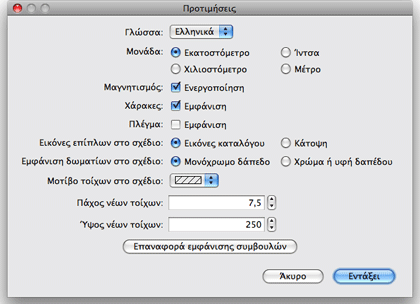 Προτιμήσεις
Γλώσσα: Ελληνικά
Μονάδα: Εκατοστόμετρο Ίντσα
Χιλιοστόμετρο Μέτρο
Μαγνητισμός: Ενεργοποίηση
Χάρακες: Εμφάνιση
Πλέγμα: Εμφάνιση
Εικόνες επίπλων στο σχέδιο: Εικόνες καταλόγου Κάτοψη
Εμφάνιση δωματίων στο σχέδιο: Μονόχρωμο δάπεδο Χρώμα ή υφή δαπέδου
Μοτίβο τοίχων στο σχέδιο:
Πάχος νέων τοίχων: 7,5
Ύψος νέων τοίχων: 250
Επαναφορά εμφάνισης συμβουλών
Άκυρο Εντάξει